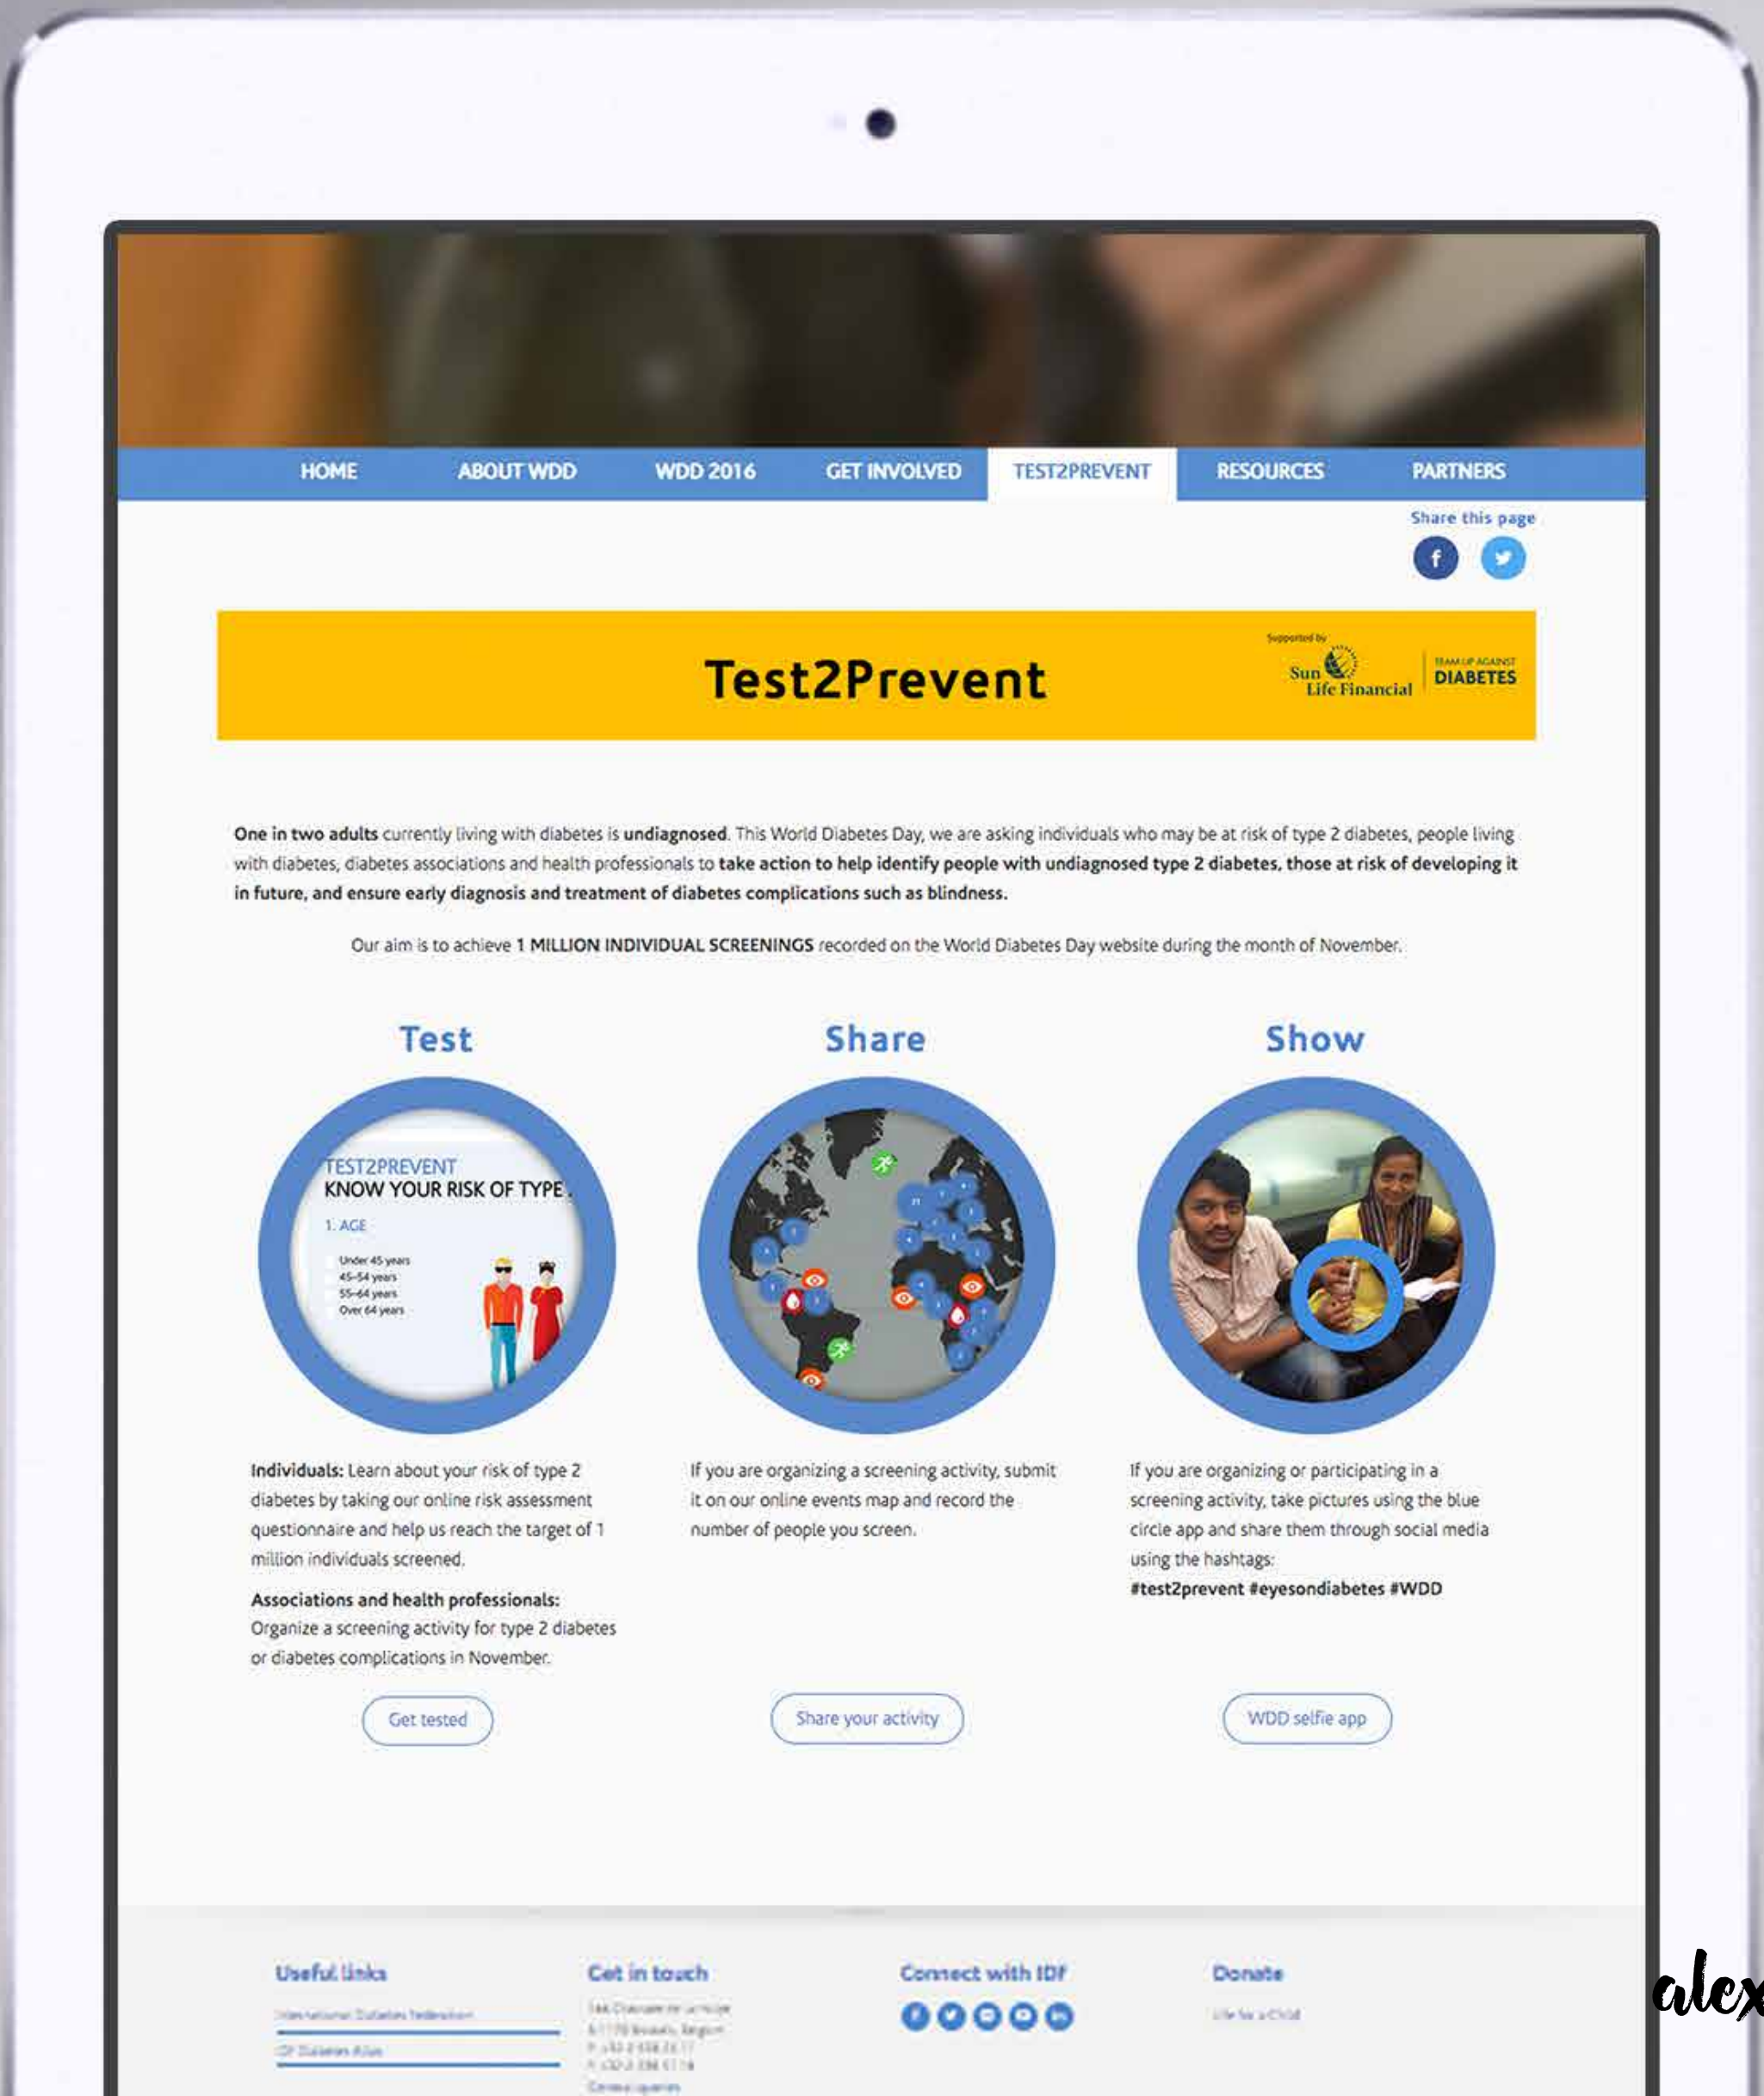 HOME ABOUT WDD WDD 2016 GET INVOLVED TEST2PREVENT RESOURCES PARTNERS
Share this page
Test2Prevent
Supported by
Sun
Life Financial
TEAM UP AGAINST
DIABETES
One in two adults currently living with diabetes is undiagnosed. This World Diabetes Day, we are asking individuals who may be at risk of type 2 diabetes, people living
with diabetes, diabetes associations and health professionals to take action to help identify people with undiagnosed type 2 diabetes, those at risk of developing it
in future, and ensure early diagnosis and treatment of diabetes complications such as blindness.
Our aim is to achieve 1 MILLION INDIVIDUAL SCREENINGS recorded on the World Diabetes Day website during the month of November.
Test
TEST2PREVENT
KNOW YOUR RISK OF TYPE
1. AGE
Under 45 years
45-54 years
55-64 years
Over 64 years
Individuals: Learn about your risk of type 2
diabetes by taking our online risk assessment
questionnaire and help us reach the target of 1
million individuals screened.
Associations and health professionals:
Organize a screening activity for type 2 diabetes
or diabetes complications in November.
Get tested
Share
If you are organizing a screening activity, submit
it on our online events map and record the
number of people you screen.
Share your activity
Show
If you are organizing or participating in a
screening activity, take pictures using the blue
circle app and share them through social media
using the hashtags:
#test2prevent #eyesondiabetes #WDD
WDD selfie app
Useful links
International Diabetes Federation
IDF Diabetes Atlas
Get in touch
Connect with IDF
Donate
Life for a Child
alex